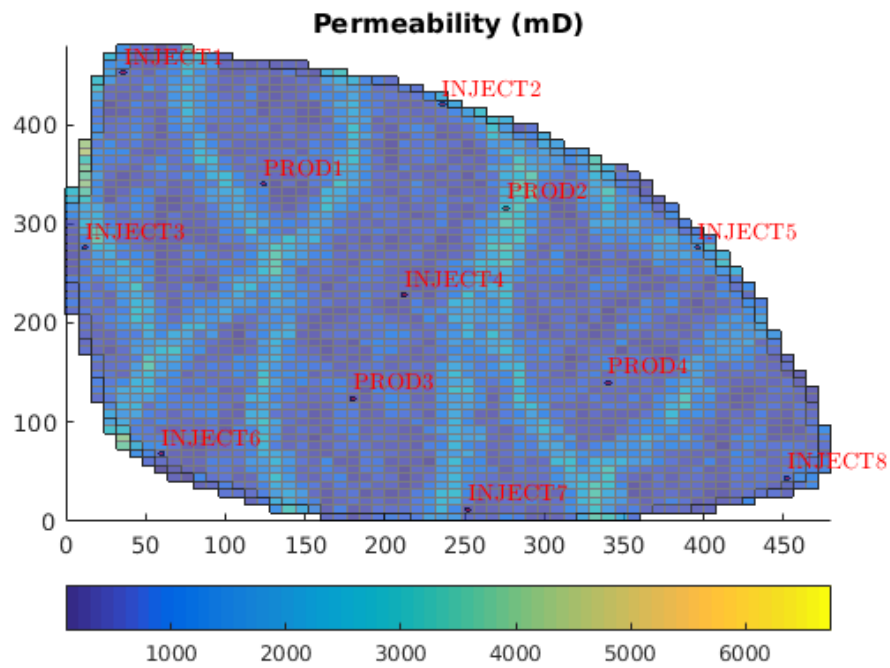 Permeability (mD)
INJECT1
INJECT2
PROD1
PROD2
INJECT3
INJECT5
INJECT4
PROD3
PROD4
INJECT6
INJECT8
INJECT7
400
300
200
100
0
0 50 100 150 200 250 300 350 400 450
1000 2000 3000 4000 5000 6000